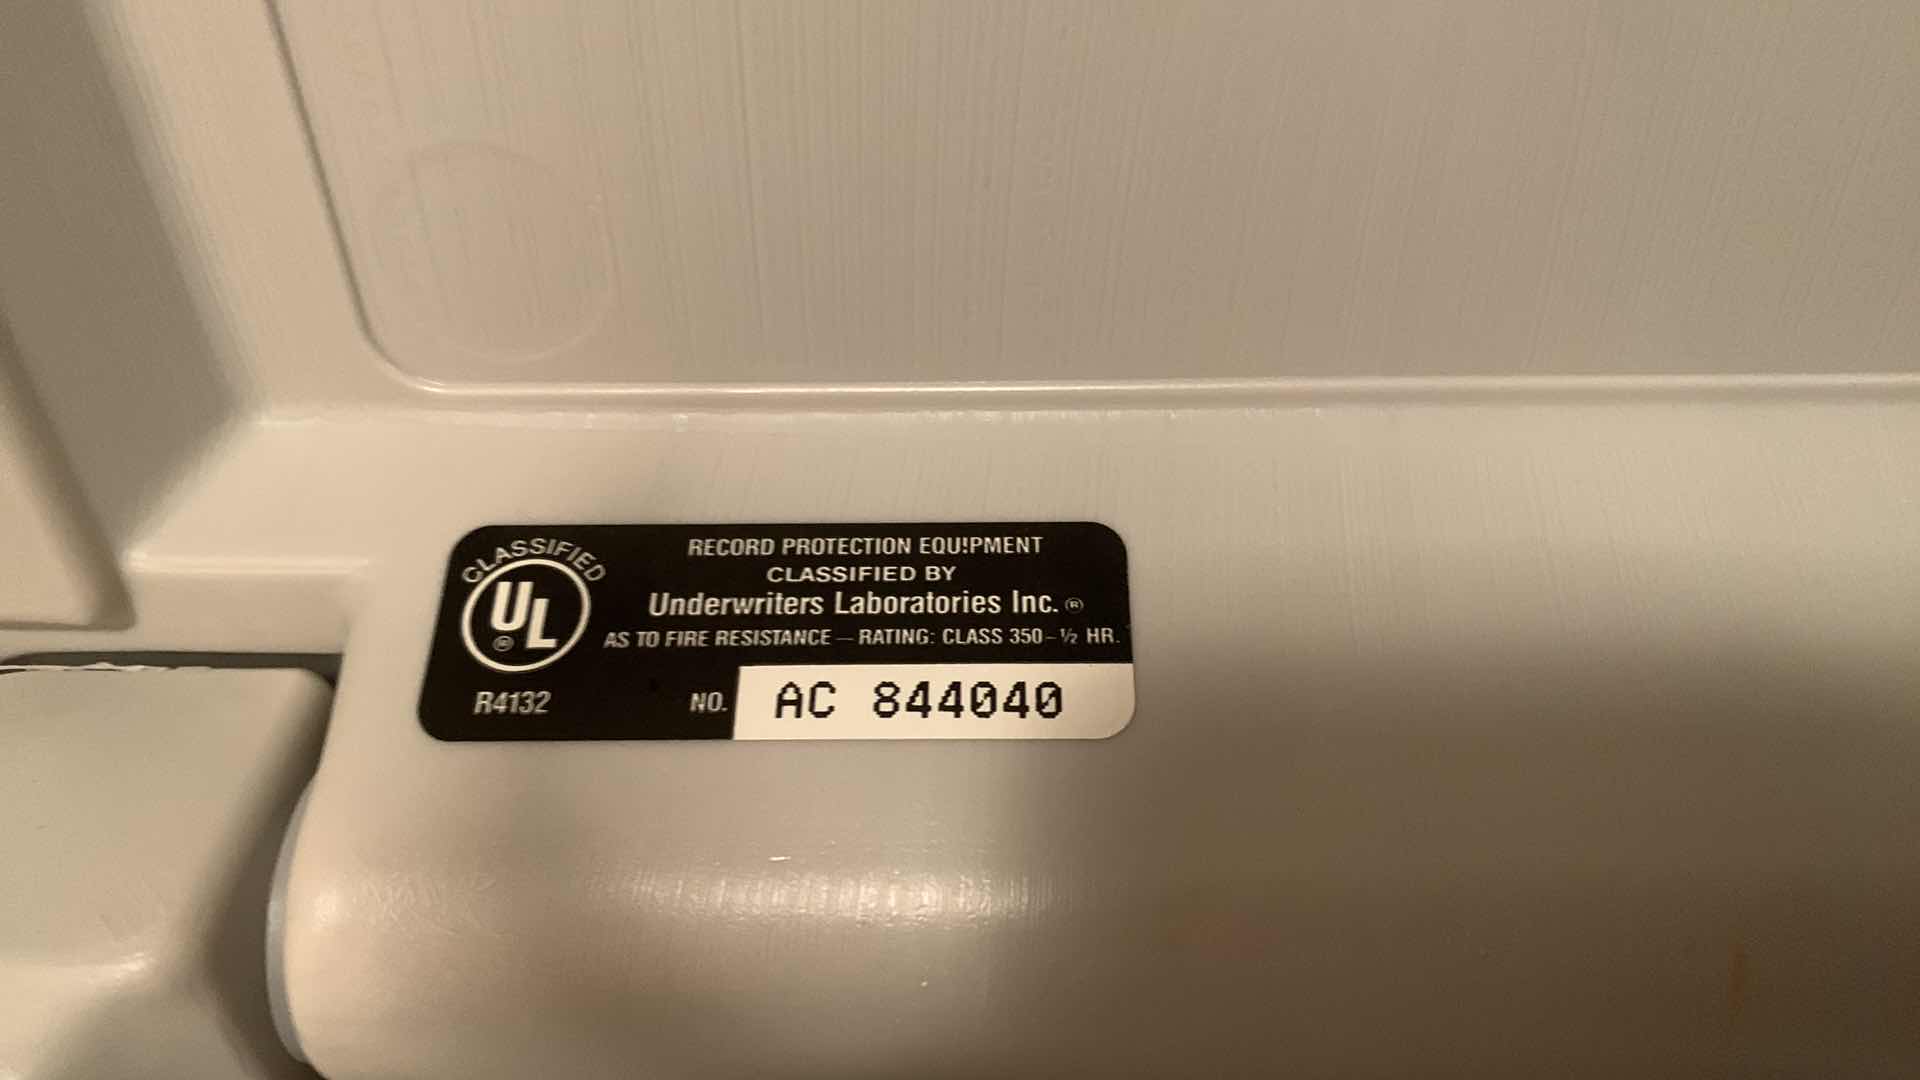 CLASSIFIED
UL®
R4132
RECORD PROTECTION EQUIPMENT
CLASSIFIED BY
Underwriters Laboratories Inc.®
AS TO FIRE RESISTANCE — RATING: CLASS 350-½ HR.
NO. AC 844040